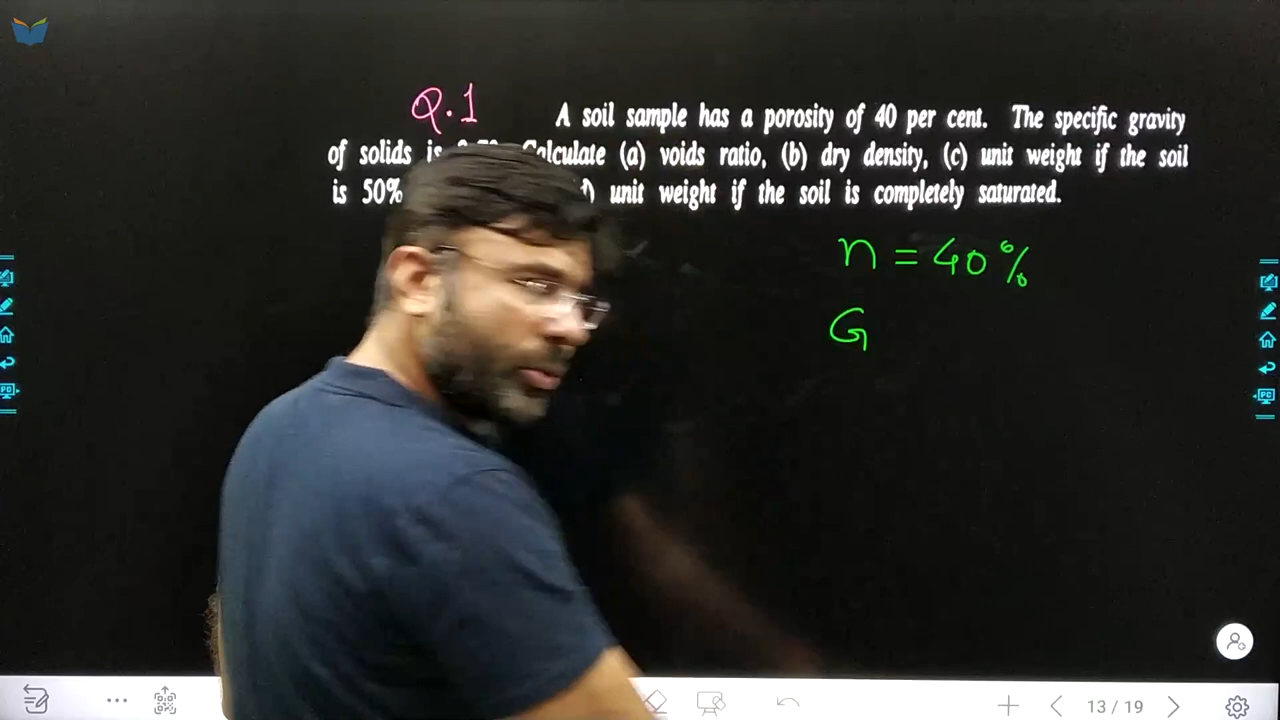 Q.1 A soil sample has a porosity of 40 per cent. The specific gravity
of solids is Calculate (a) voids ratio, (b) dry density, (c) unit weight if the soil
is 50% unit weight if the soil is completely saturated.
n = 40%
G
13 / 19